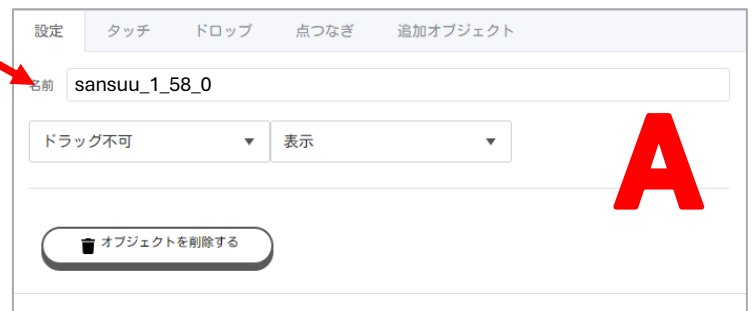 設定 タッチ ドロップ 点つなぎ 追加オブジェクト
名前 sansuu_1_58_0
ドラッグ不可 表示
A
オブジェクトを削除する